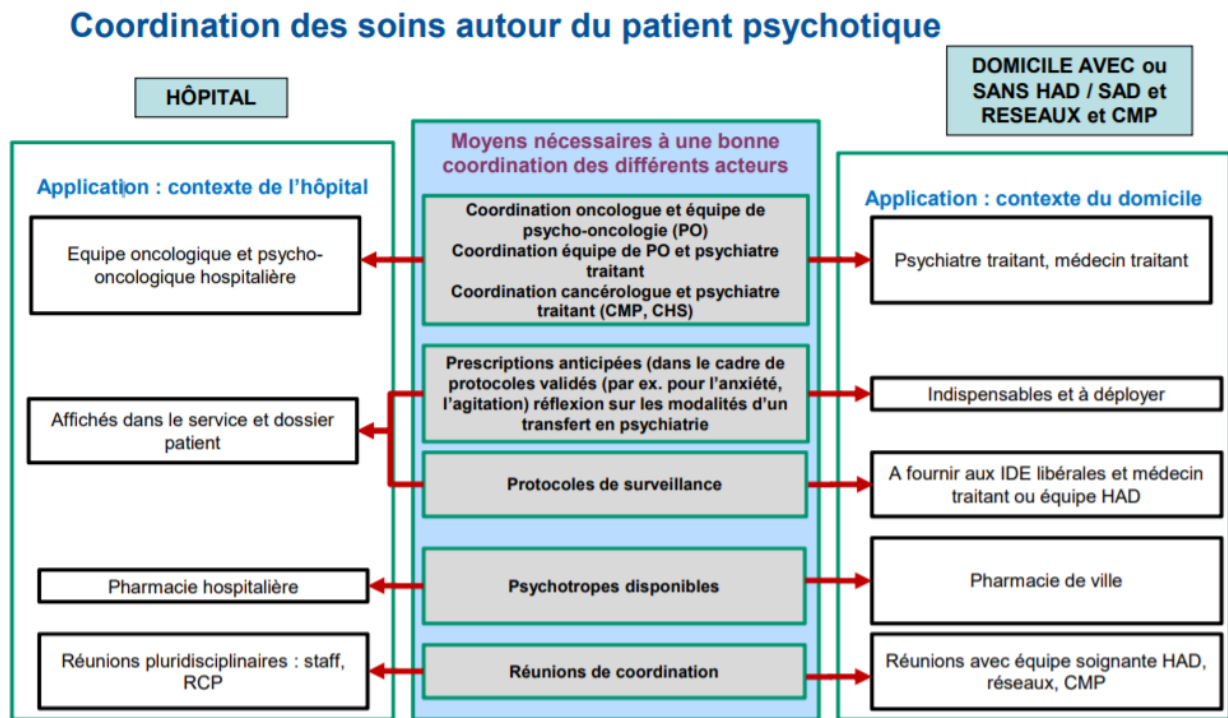 Coordination des soins autour du patient psychotique
HÔPITAL
DOMICILE AVEC ou
SANS HAD / SAD et
RESEAUX et CMP
Moyens nécessaires à une bonne
coordination des différents acteurs
Application : contexte de l'hôpital
Application : contexte du domicile
Equipe oncologique et psycho-
oncologique hospitalière
Coordination oncologue et équipe de
psycho-oncologie (PO)
Coordination équipe de PO et psychiatre
traitant
Coordination cancérologue et psychiatre
traitant (CMP, CHS)
Psychiatre traitant, médecin traitant
Affichés dans le service et dossier
patient
Prescriptions anticipées (dans le cadre de
protocoles validés (par ex. pour l'anxiété,
l'agitation) réflexion sur les modalités d'un
transfert en psychiatrie
Indispensables et à déployer
Protocoles de surveillance
A fournir aux IDE libérales et médecin
traitant ou équipe HAD
Pharmacie hospitalière
Psychotropes disponibles
Pharmacie de ville
Réunions pluridisciplinaires : staff,
RCP
Réunions de coordination
Réunions avec équipe soignante HAD,
réseaux, CMP